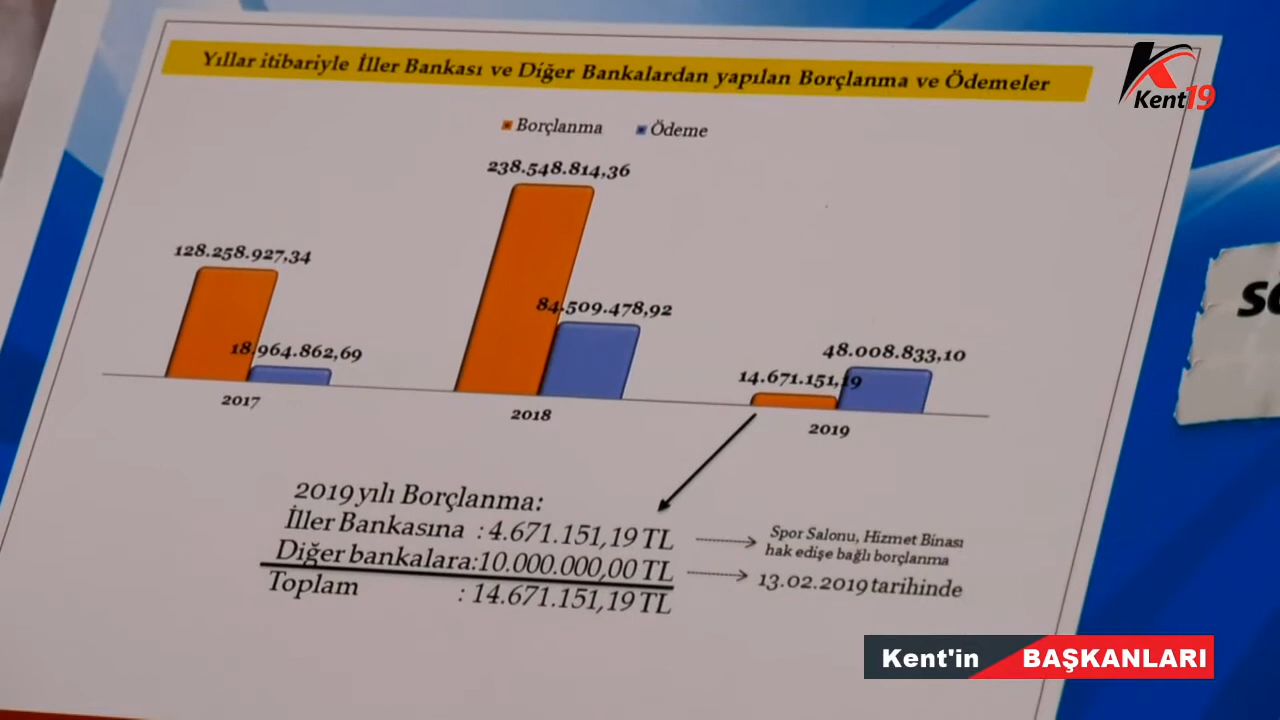 Yıllar itibariyle İller Bankası ve Diğer Bankalardan yapılan Borçlanma ve Ödemeler
Kent19
Borçlanma Ödeme
238.548.814,36
128.258.927,34
84.509.478,92
18.964.862,69
48.008.833,10
14.671.151,19
2017
2018
2019
2019 yılı Borçlanma:
İller Bankasına : 4.671.151,19 TL
Spor Salonu, Hizmet Binası
hak edişe bağlı borçlanma
Diğer bankalara:10.000.000,00 TL
13.02.2019 tarihinde
Toplam : 14.671.151,19 TL
Kent'in BAŞKANLARI